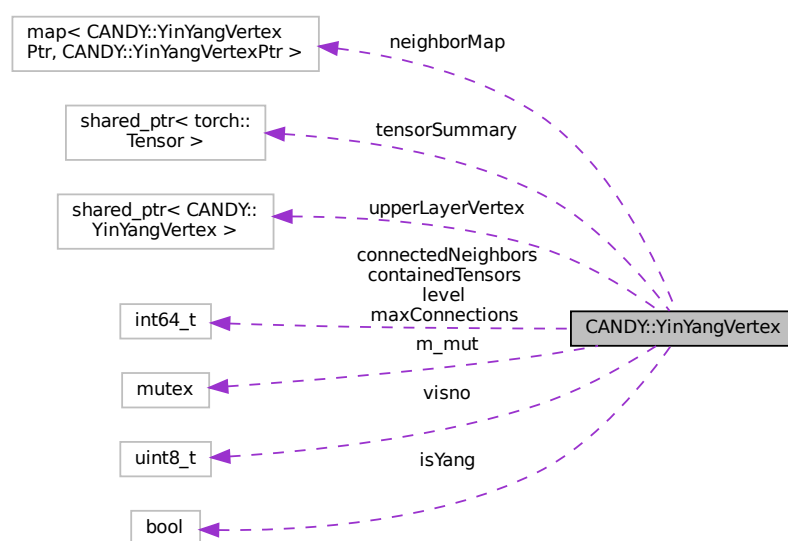 map< CANDY::YinYangVertex
Ptr, CANDY::YinYangVertexPtr >
neighborMap
shared_ptr< torch::
Tensor >
tensorSummary
shared_ptr< CANDY::
YinYangVertex >
upperLayerVertex
connectedNeighbors
containedTensors
level
maxConnections
int64_t
CANDY::YinYangVertex
m_mut
mutex
visno
uint8_t
isYang
bool